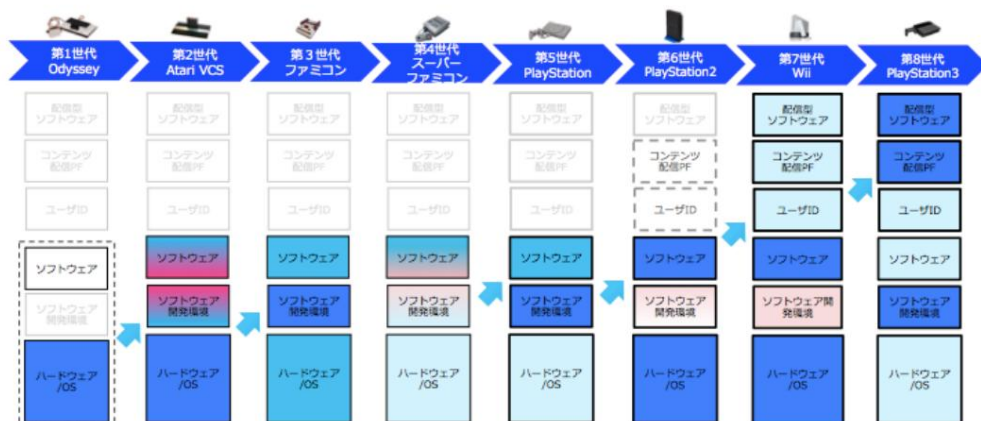 第1世代
Odyssey
第2世代
Atari VCS
第3世代
ファミコン
第4世代
スーパー
ファミコン
第5世代
PlayStation
第6世代
PlayStation2
第7世代
Wii
第8世代
PlayStation3
配信型
ソフトウェア
コンテンツ
配信PF
ユーザID
ソフトウェア
ソフトウェア
開発環境
ハードウェア
/OS
配信型
ソフトウェア
コンテンツ
配信PF
ユーザID
ソフトウェア
ソフトウェア
開発環境
ハードウェア
/OS
配信型
ソフトウェア
コンテンツ
配信PF
ユーザID
ソフトウェア
ソフトウェア
開発環境
ハードウェア
/OS
配信型
ソフトウェア
コンテンツ
配信PF
ユーザID
ソフトウェア
ソフトウェア
開発環境
ハードウェア
/OS
配信型
ソフトウェア
コンテンツ
配信PF
ユーザID
ソフトウェア
ソフトウェア
開発環境
ハードウェア
/OS
配信型
ソフトウェア
コンテンツ
配信PF
ユーザID
ソフトウェア
ソフトウェア
開発環境
ハードウェア
/OS
配信型
ソフトウェア
コンテンツ
配信PF
ユーザID
ソフトウェア
ソフトウェア開
発環境
ハードウェア
/OS
配信型
ソフトウェア
コンテンツ
配信PF
ユーザID
ソフトウェア
ソフトウェア
開発環境
ハードウェア
/OS